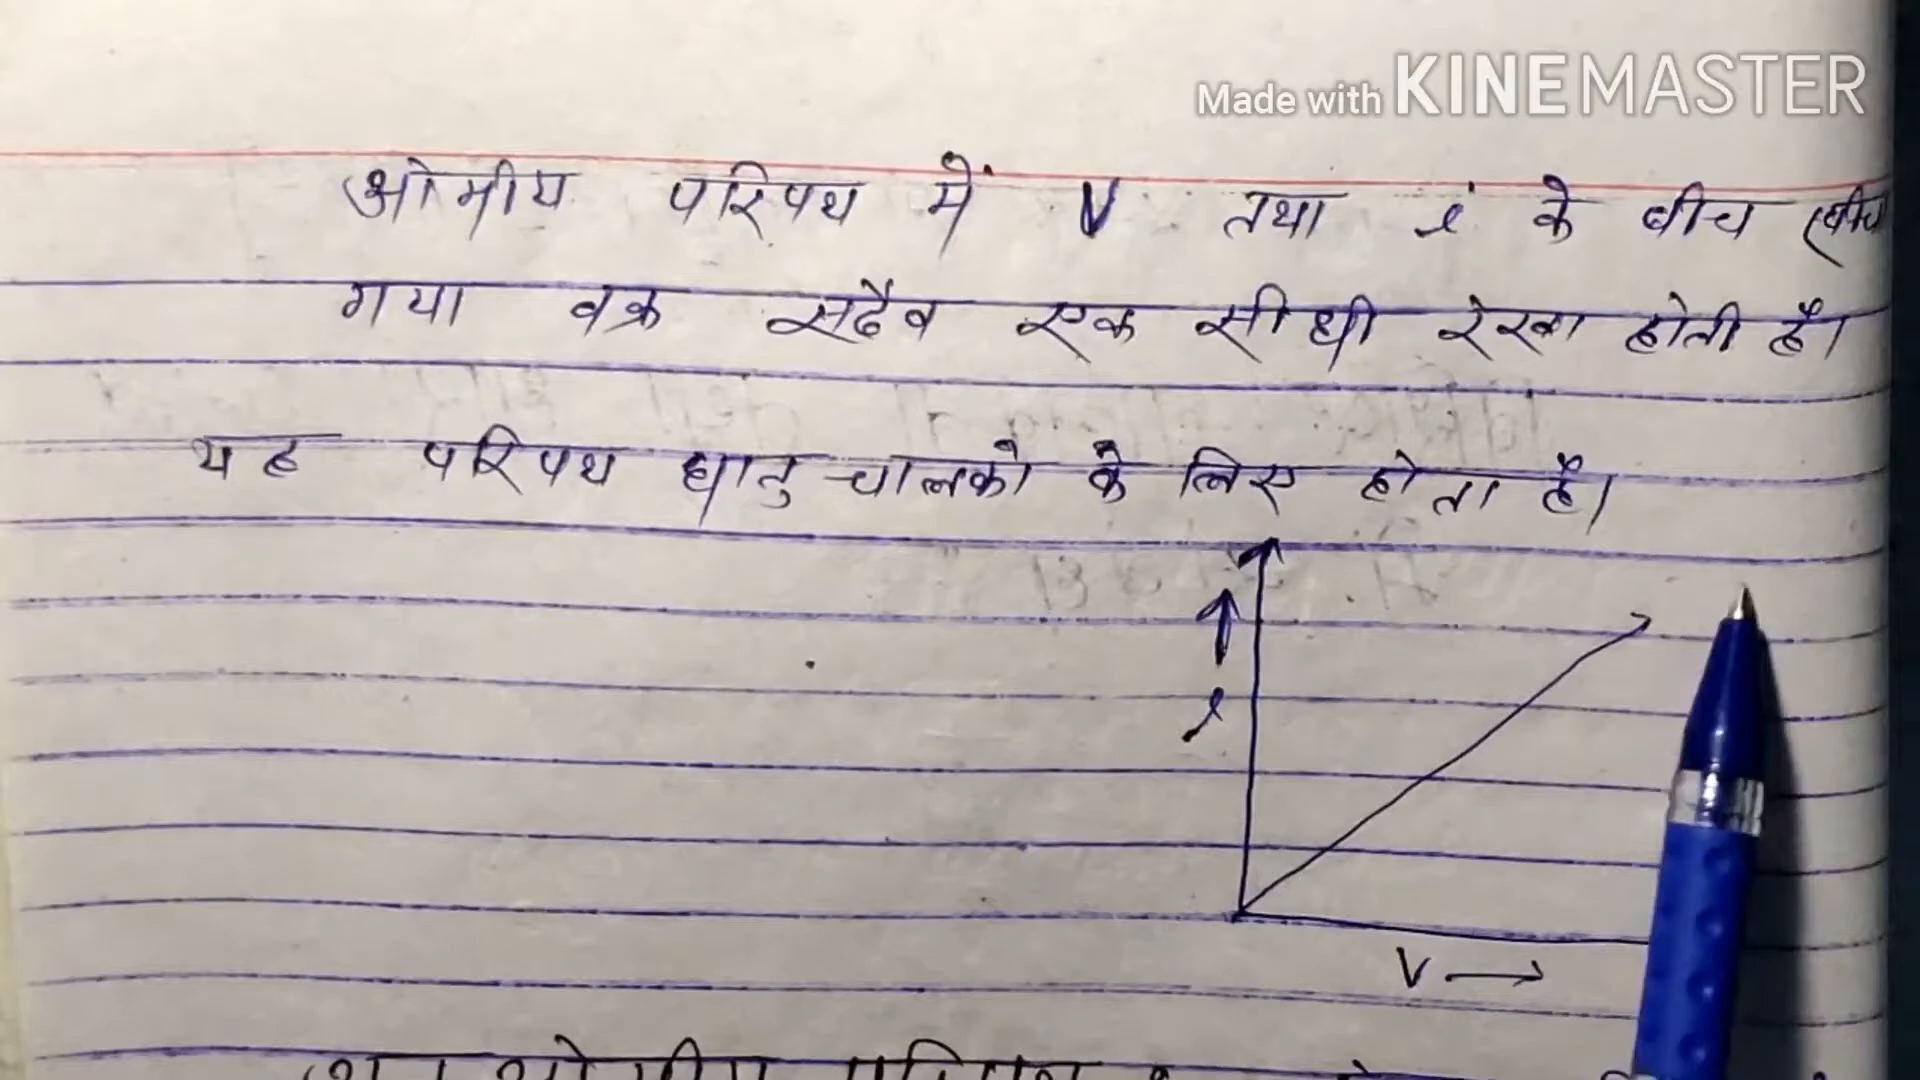 Made with KINEMASTER
ओमीय परिपथ में V तथा i के बीच
गया वक्र सदैव एक सीधी रेखा होती है।
यह परिपथ धातु चालको के लिए होता है।
i
V